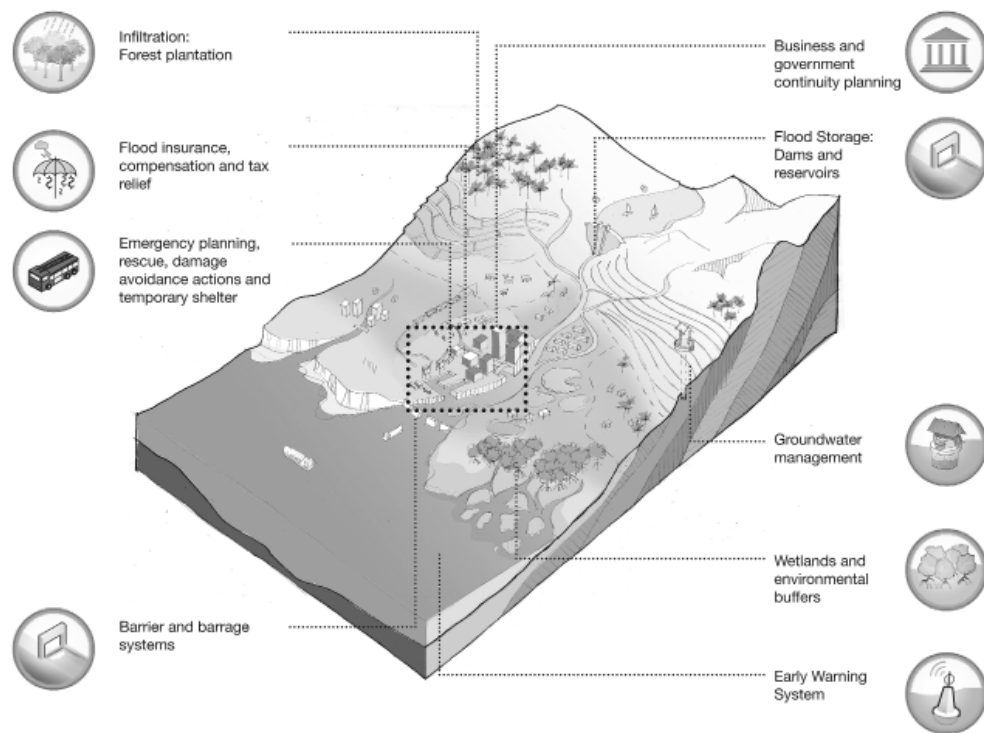 Infiltration:
Forest plantation
Flood insurance,
compensation and tax
relief
Emergency planning,
rescue, damage
avoidance actions and
temporary shelter
Barrier and barrage
systems
Business and
government
continuity planning
Flood Storage:
Dams and
reservoirs
Groundwater
management
Wetlands and
environmental
buffers
Early Warning
System